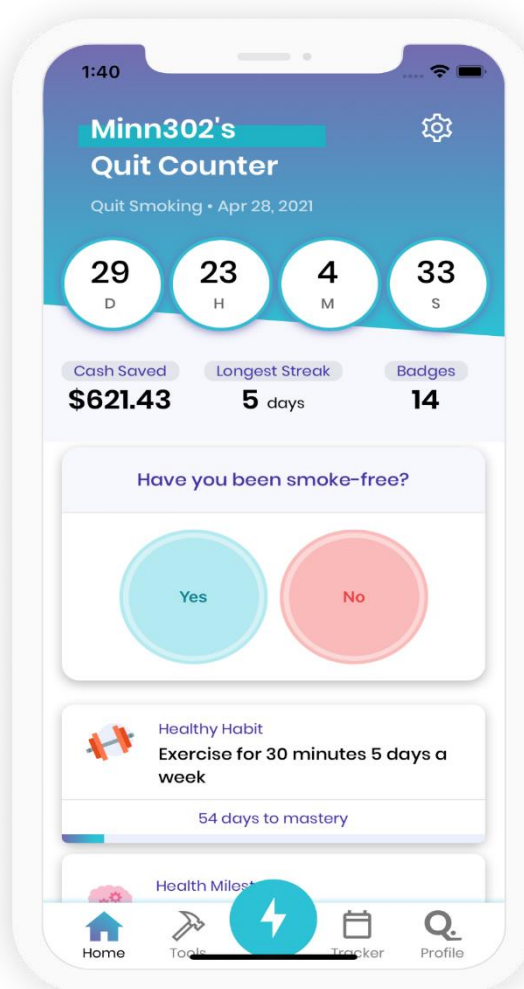 1:40
Minn302's
Quit Counter
Quit Smoking • Apr 28, 2021
29 23 4 33
D H M S
Cash Saved Longest Streak Badges
$621.43 5 days 14
Have you been smoke-free?
Yes No
Healthy Habit
Exercise for 30 minutes 5 days a
week
54 days to mastery
Health
Home Tools Tracker Profile